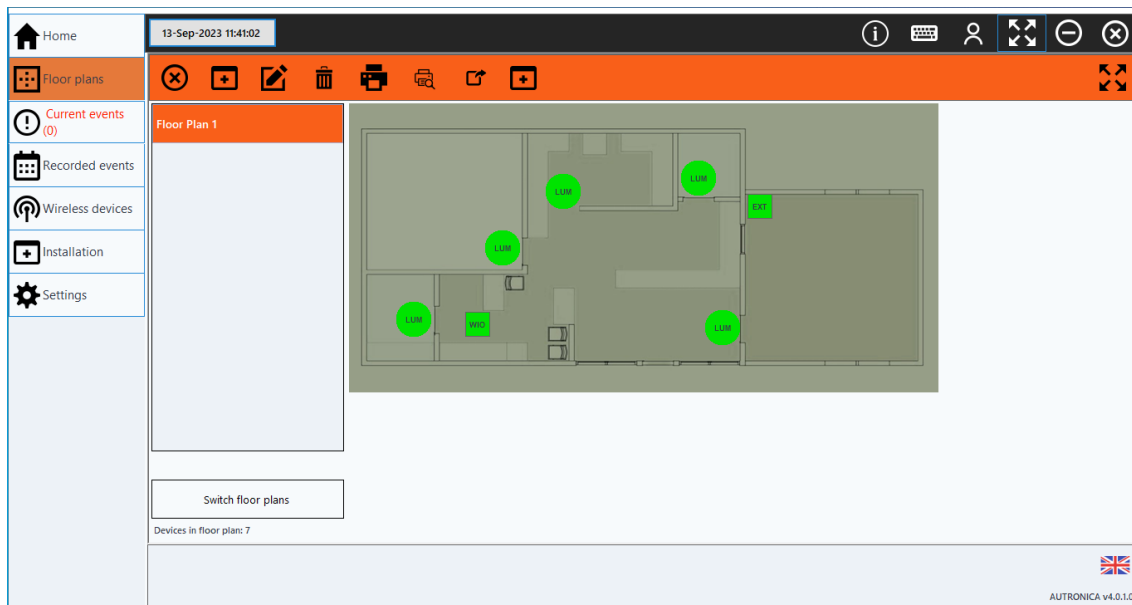 Home
13-Sep-2023 11:41:02
Floor plans
Current events
(0)
Recorded events
Wireless devices
Installation
Settings
Floor Plan 1
LUM
LUM
EXT
LUM
LUM
WIO
LUM
Switch floor plans
Devices in floor plan: 7
AUTRONICA v4.0.1.0